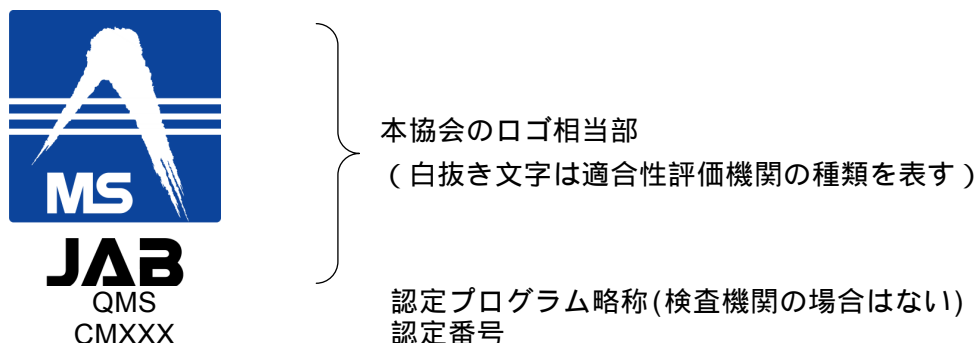 MS
JAB
QMS
CMXXX
本協会のロゴ相当部
(白抜き文字は適合性評価機関の種類を表す)
認定プログラム略称(検査機関の場合はない)
認定番号